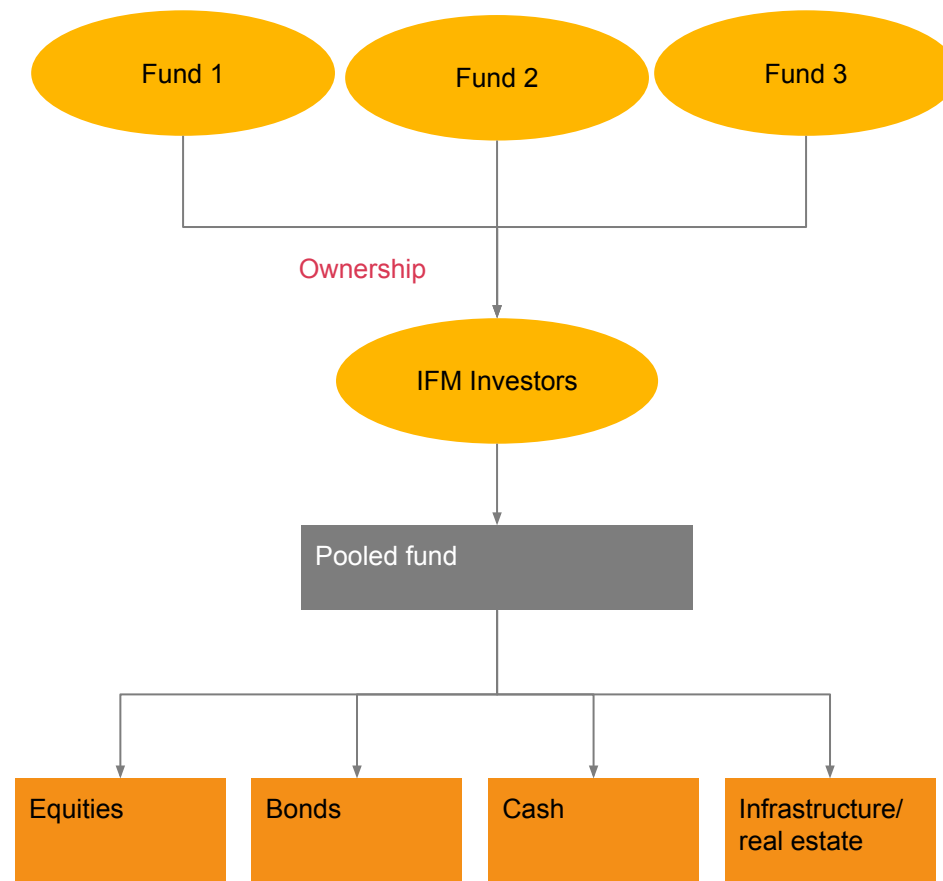 Fund 1
Fund 2
Fund 3
Ownership
IFM Investors
Pooled fund
Equities
Bonds
Cash
Infrastructure/
real estate